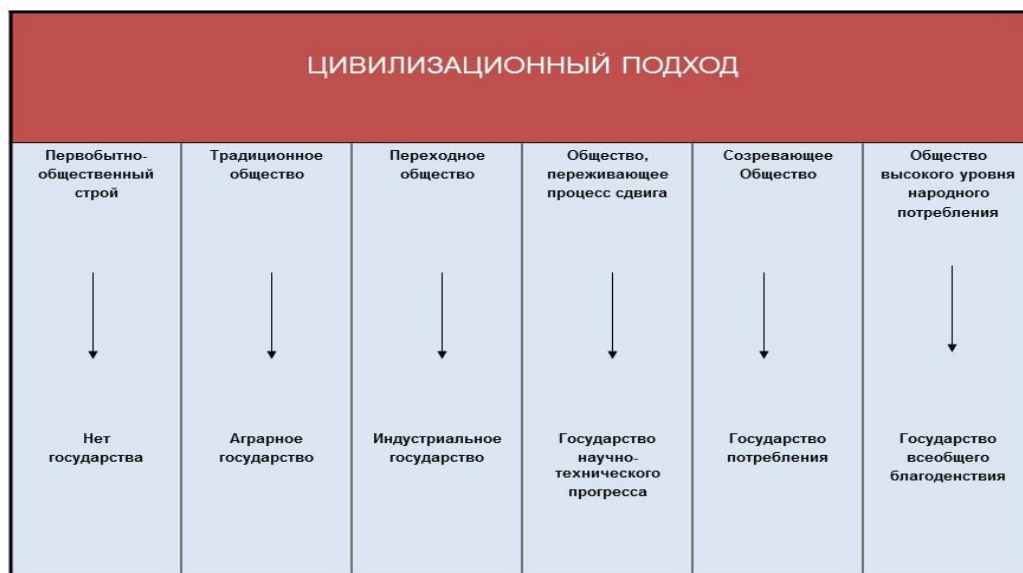 ЦИВИЛИЗАЦИОННЫЙ ПОДХОД
Первобытно-
общественный
строй
Традиционное
общество
Переходное
общество
Общество,
переживающее
процесс сдвига
Созревающее
Общество
Общество
высокого уровня
народного
потребления
Нет
государства
Аграрное
государство
Индустриальное
государство
Государство
научно-
технического
прогресса
Государство
потребления
Государство
всеобщего
благоденствия